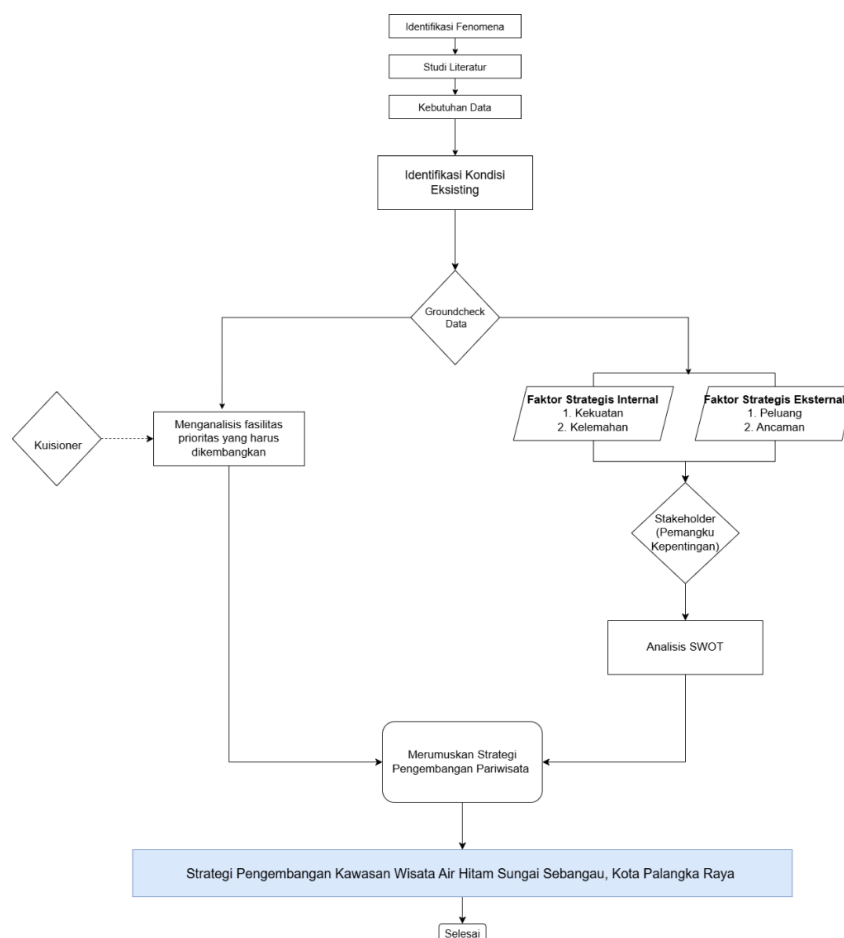 Identifikasi Fenomena
Studi Literatur
Kebutuhan Data
Identifikasi Kondisi
Eksisting
Groundcheck
Data
Kuisioner
Menganalisis fasilitas
prioritas yang harus
dikembangkan
Faktor Strategis Internal
1. Kekuatan
2. Kelemahan
Faktor Strategis Eksternal
1. Peluang
2. Ancaman
Stakeholder
(Pemangku
Kepentingan)
Analisis SWOT
Merumuskan Strategi
Pengembangan Pariwisata
Strategi Pengembangan Kawasan Wisata Air Hitam Sungai Sebangau, Kota Palangka Raya
Selesai